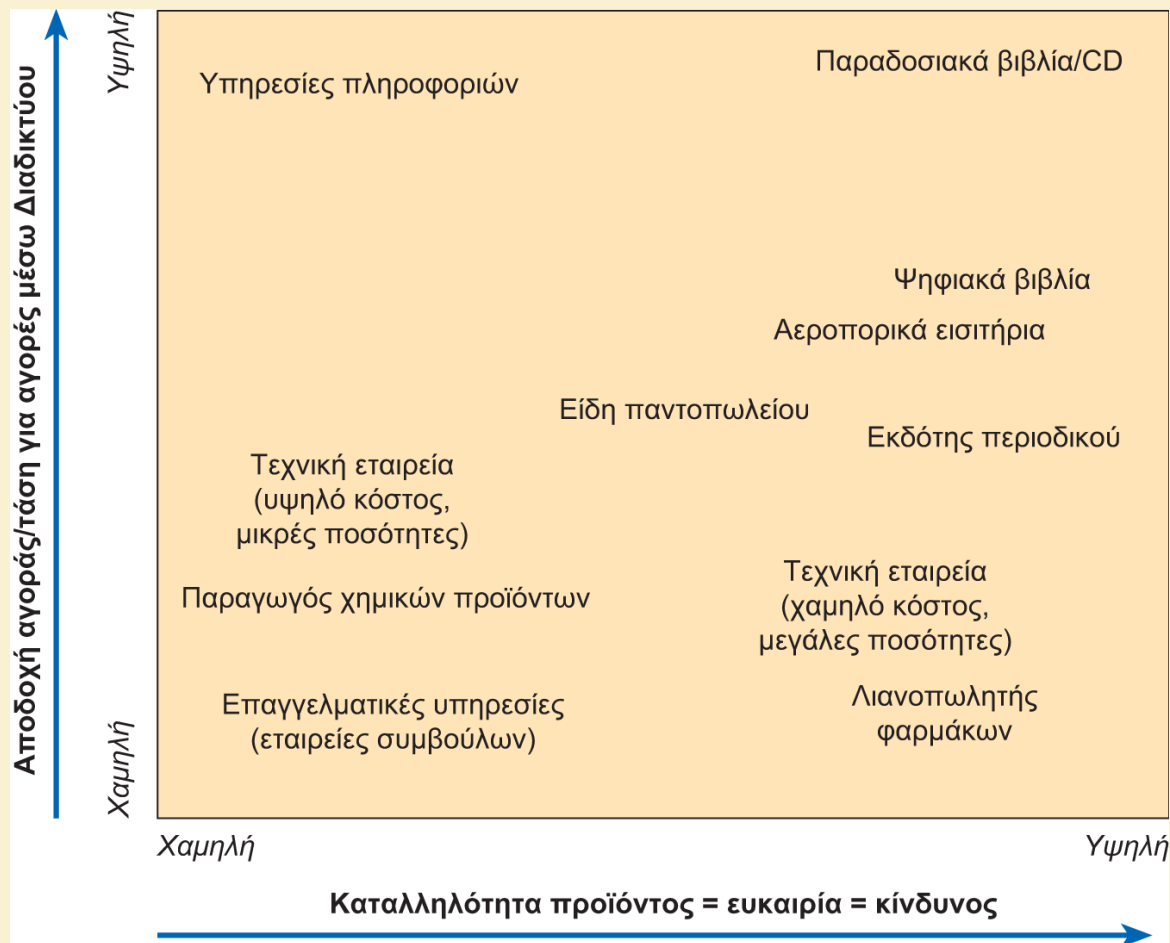 Αποδοχή αγοράς/τάση για αγορές μέσω Διαδικτύου
Υψηλή
Χαμηλή
Υπηρεσίες πληροφοριών
Παραδοσιακά βιβλία/CD
Ψηφιακά βιβλία
Αεροπορικά εισιτήρια
Είδη παντοπωλείου
Εκδότης περιοδικού
Τεχνική εταιρεία
(υψηλό κόστος,
μικρές ποσότητες)
Παραγωγός χημικών προϊόντων
Τεχνική εταιρεία
(χαμηλό κόστος,
μεγάλες ποσότητες)
Επαγγελματικές υπηρεσίες
(εταιρείες συμβούλων)
Λιανοπωλητής
φαρμάκων
Χαμηλή
Υψηλή
Καταλληλότητα προϊόντος = ευκαιρία = κίνδυνος